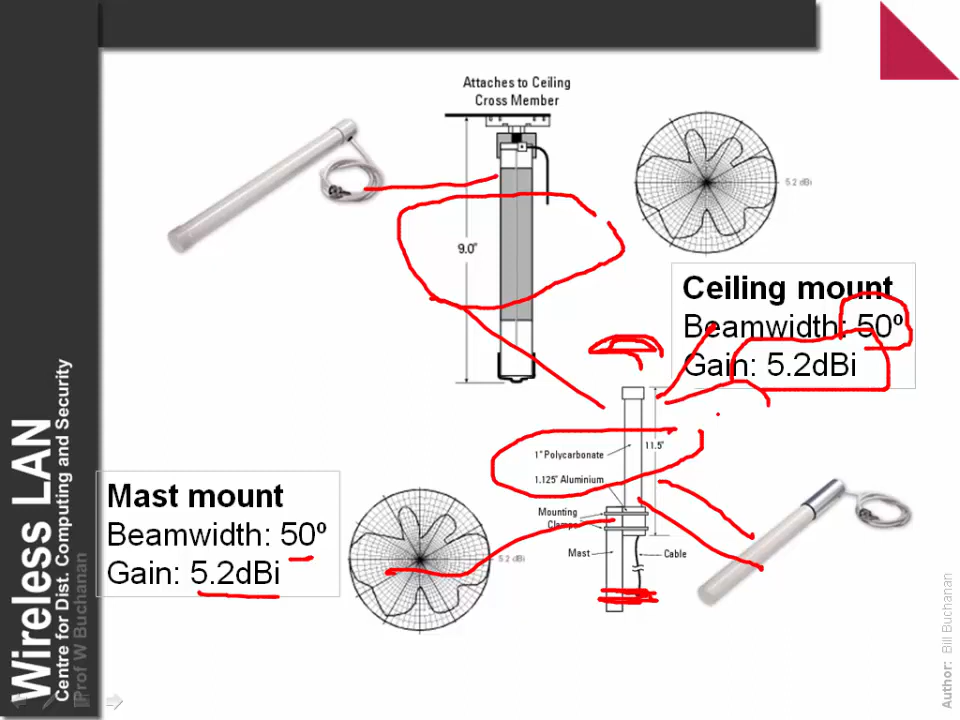 Attaches to Ceiling
Cross Member
9.0"
5.2 dBi
Ceiling mount
Beamwidth: 50º
Gain: 5.2dBi
11.5"
1" Polycarbonate
1.125" Aluminium
Mounting
Clamps
Mast
Cable
Mast mount
Beamwidth: 50º
Gain: 5.2dBi
5.2 dBi
Wireless LAN
Centre for Dist. Computing and Security
Prof W Buchanan
Author: Bill Buchanan